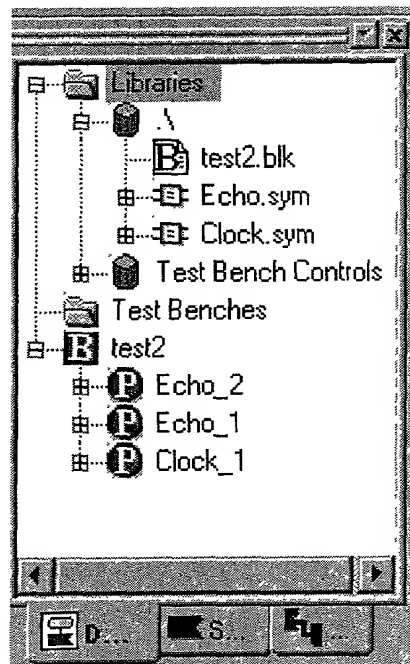 Libraries
.\
test2.blk
Echo.sym
Clock.sym
Test Bench Controls
Test Benches
test2
Echo_2
Echo_1
Clock_1
D... S... ...